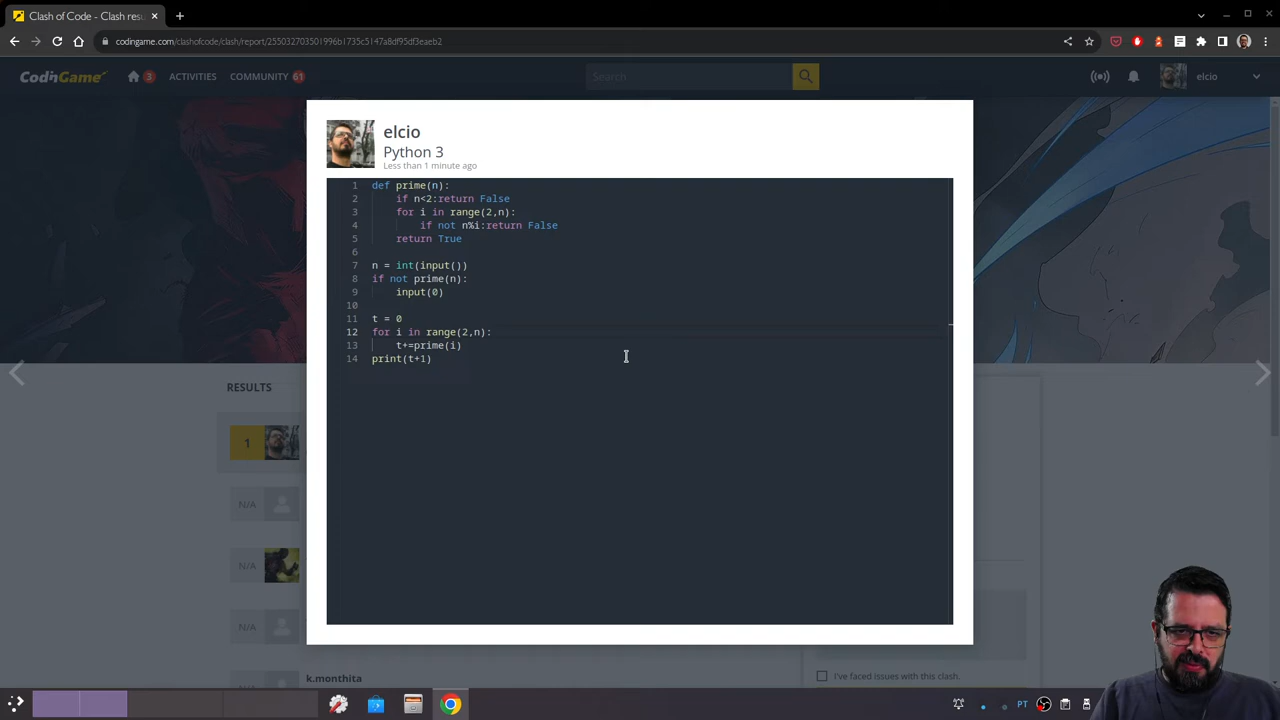 Clash of Code - Clash resu
codingame.com/clashofcode/clash/report/255032703501996b1735c5147a8df95df3eaeb2
CodinGame
3
ACTIVITIES
COMMUNITY
61
Search
elcio
elcio
Python 3
Less than 1 minute ago
1 def prime(n):
2 if n<2:return False
3 for i in range(2,n):
4 if not n%i:return False
5 return True
6
7 n = int(input())
8 if not prime(n):
9 input(0)
10
11 t = 0
12 for i in range(2,n):
13 t+=prime(i)
14 print(t+1)
RESULTS
1
N/A
N/A
N/A
N/A
k.monthita
I've faced issues with this clash.
PT